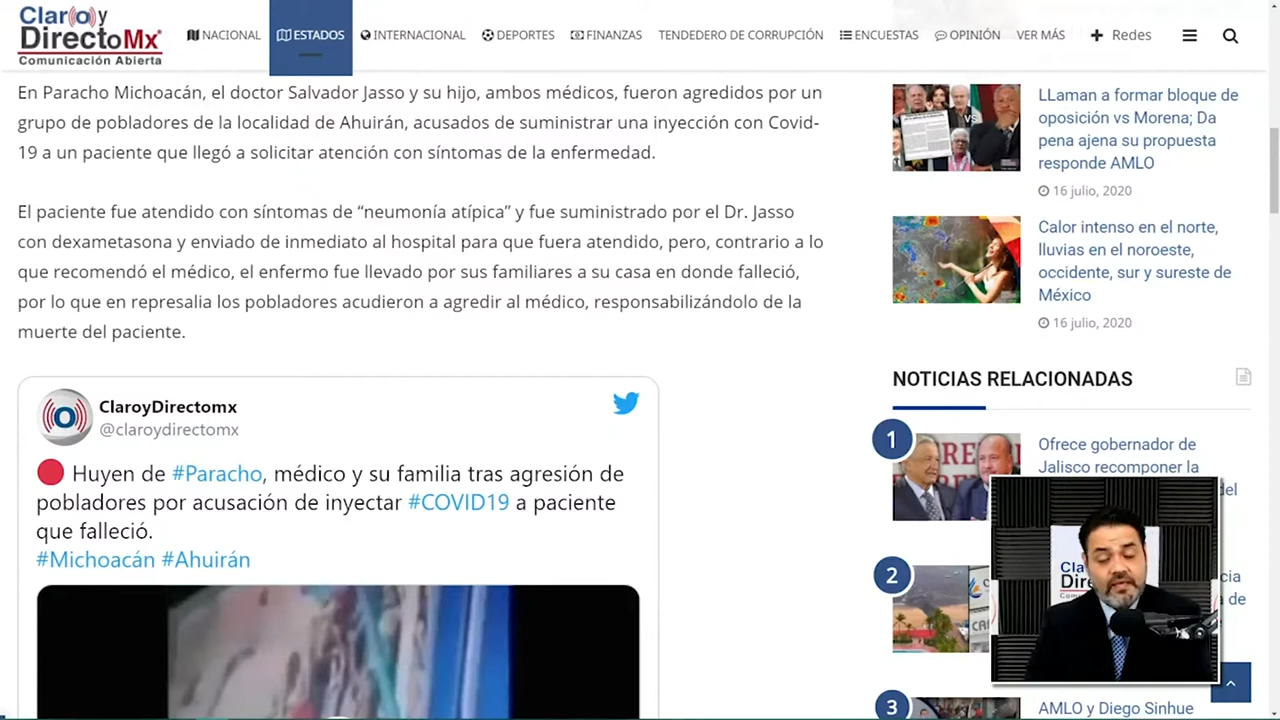 Claro y
DirectoMx
Comunicación Abierta
NACIONAL
ESTADOS
INTERNACIONAL
DEPORTES
FINANZAS
TENDEDERO DE CORRUPCIÓN
ENCUESTAS
OPINIÓN
VER MÁS
Redes
En Paracho Michoacán, el doctor Salvador Jasso y su hijo, ambos médicos, fueron agredidos por un
grupo de pobladores de la localidad de Ahuirán, acusados de suministrar una inyección con Covid-
19 a un paciente que llegó a solicitar atención con síntomas de la enfermedad.
El paciente fue atendido con síntomas de “neumonía atípica” y fue suministrado por el Dr. Jasso
con dexametasona y enviado de inmediato al hospital para que fuera atendido, pero, contrario a lo
que recomendó el médico, el enfermo fue llevado por sus familiares a su casa en donde falleció,
por lo que en represalia los pobladores acudieron a agredir al médico, responsabilizándolo de la
muerte del paciente.
ClaroyDirectomx
@claroydirectomx
Huyen de #Paracho, médico y su familia tras agresión de
pobladores por acusación de inyectar #COVID19 a paciente
que falleció.
#Michoacán #Ahuirán
VS
LLaman a formar bloque de
oposición vs Morena; Da
pena ajena su propuesta
responde AMLO
16 julio, 2020
Calor intenso en el norte,
lluvias en el noroeste,
occidente, sur y sureste de
México
16 julio, 2020
NOTICIAS RELACIONADAS
1
Ofrece gobernador de
Jalisco recomponer la
del
2
cia
a de
3
AMLO y Diego Sinhue